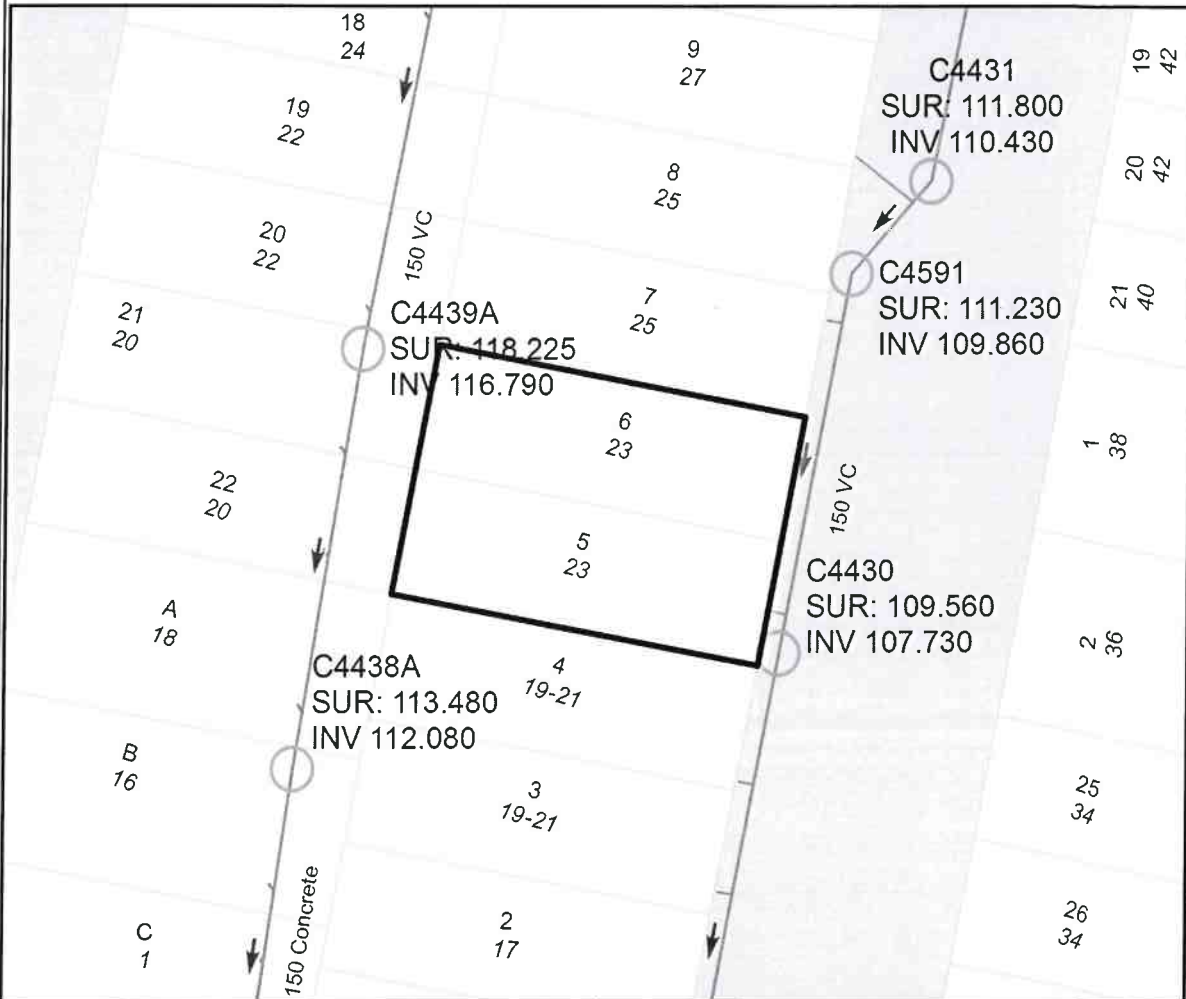 18
24
9
27
19
42
C4431
SUR: 111.800
INV 110.430
19
22
8
25
20
42
20
22
150 VC
7
25
C4591
SUR: 111.230
INV 109.860
21
40
21
20
C4439A
SUR: 118.225
INV 116.790
6
23
1
38
22
20
150 VC
5
23
C4430
SUR: 109.560
INV 107.730
A
18
2
36
4
19-21
C4438A
SUR: 113.480
INV 112.080
B
16
3
19-21
25
34
150 Concrete
C
1
2
17
26
34